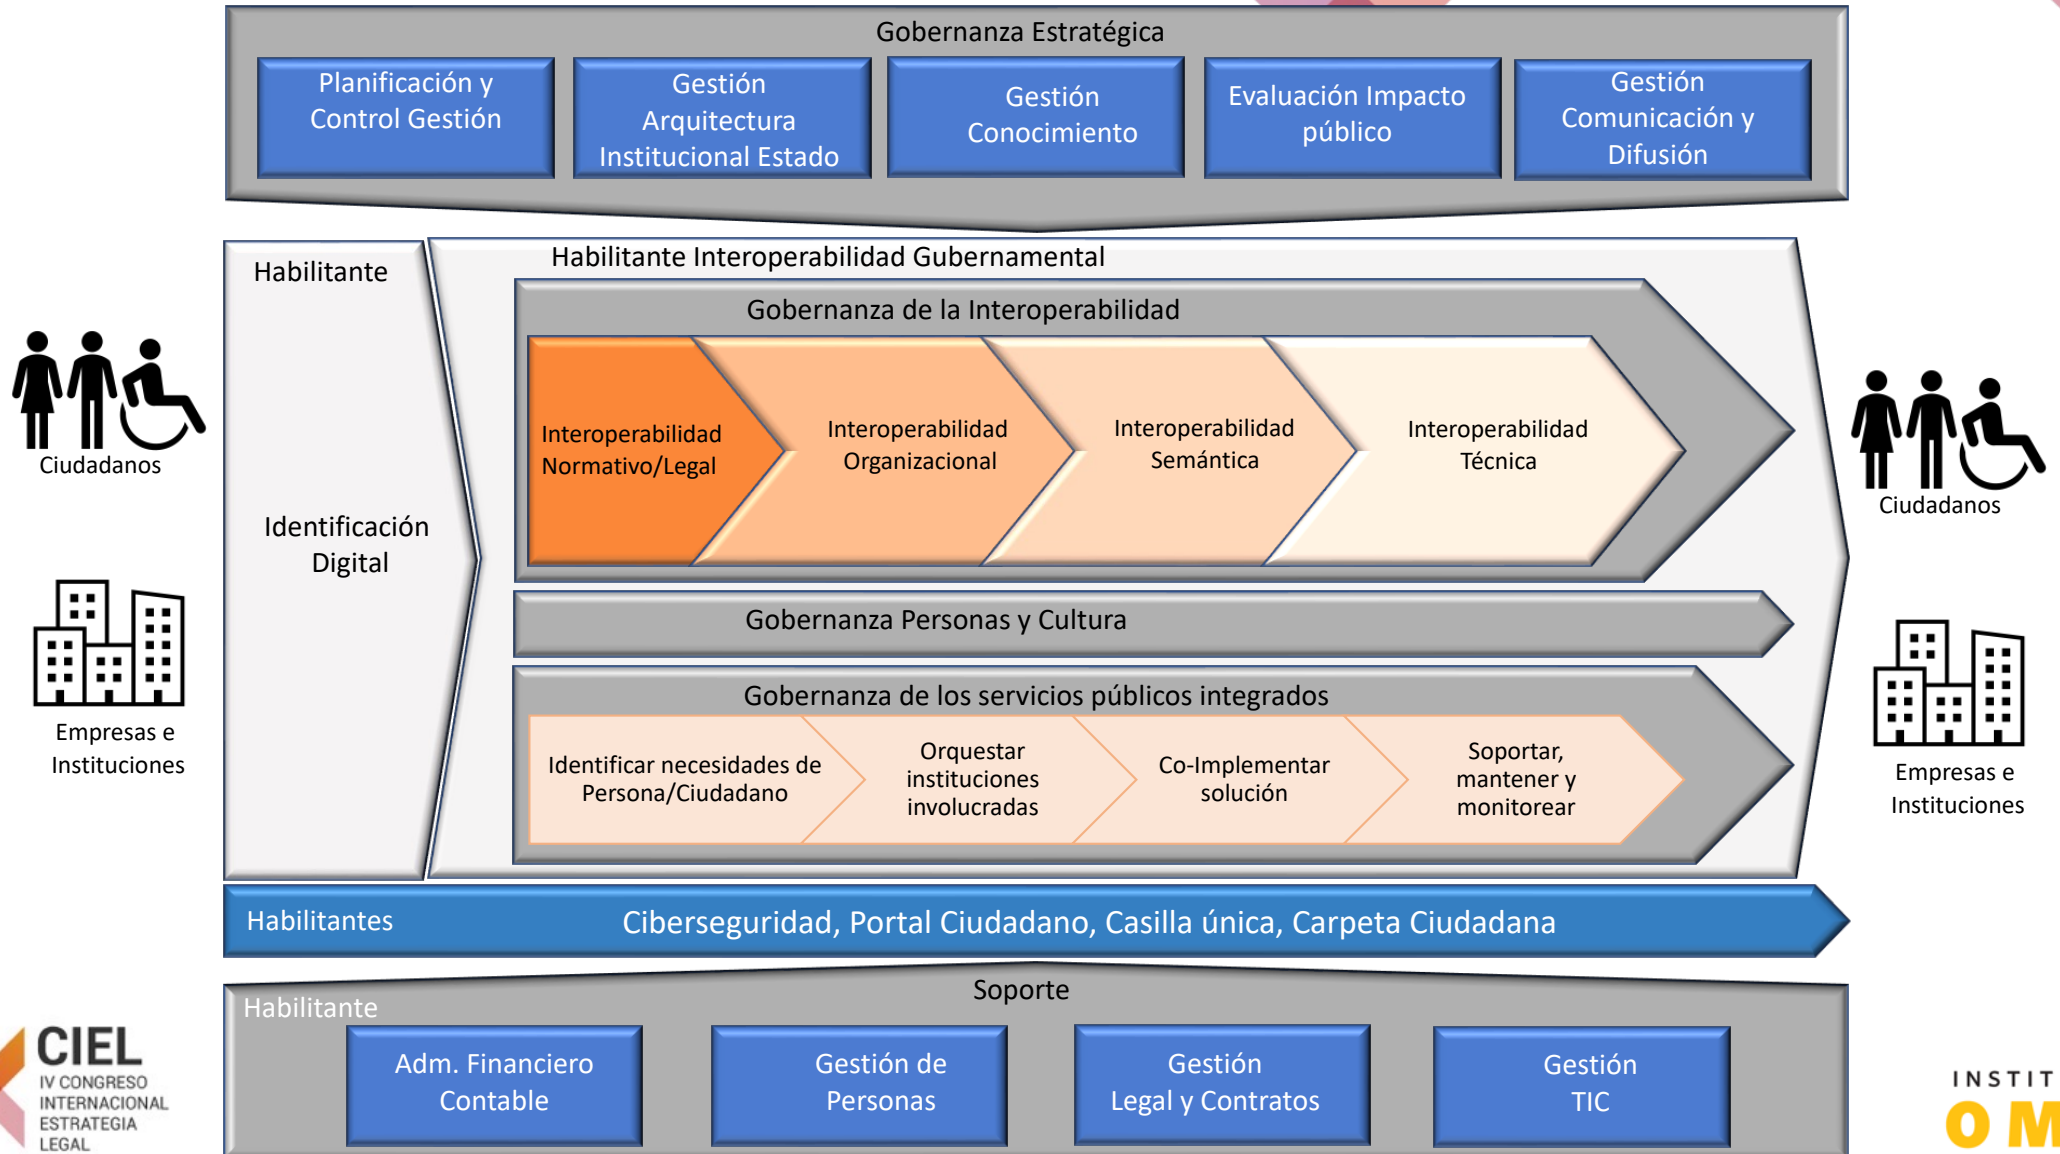 Gobernanza Estratégica
Planificación y
Control Gestión
Gestión
Arquitectura
Institucional Estado
Gestión
Conocimiento
Evaluación Impacto
público
Gestión
Comunicación y
Difusión
Habilitante
Identificación
Digital
Habilitante Interoperabilidad Gubernamental
Gobernanza de la Interoperabilidad
Interoperabilidad
Normativo/Legal
Interoperabilidad
Organizacional
Interoperabilidad
Semántica
Interoperabilidad
Técnica
Ciudadanos
Empresas e
Instituciones
Gobernanza Personas y Cultura
Gobernanza de los servicios públicos integrados
Identificar necesidades de
Persona/Ciudadano
Orquestar
instituciones
involucradas
Co-Implementar
solución
Soportar,
mantener y
monitorear
Ciudadanos
Empresas e
Instituciones
Habilitantes
Ciberseguridad, Portal Ciudadano, Casilla única, Carpeta Ciudadana
Soporte
Habilitante
Adm. Financiero
Contable
Gestión de
Personas
Gestión
Legal y Contratos
Gestión
TIC
CIEL
IV CONGRESO
INTERNACIONAL
ESTRATEGIA
LEGAL
INSTIT